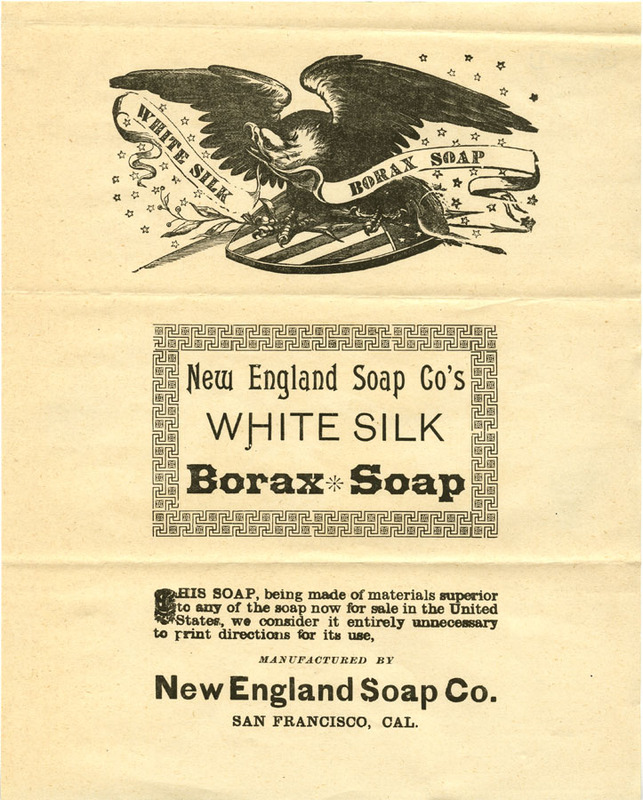 WHITE SILK
BORAX SOAP
New England Soap Co's
WHITE SILK
Borax * Soap
THIS SOAP, being made of materials superior
to any of the soap now for sale in the United
States, we consider it entirely unnecessary
to print directions for its use,
MANUFACTURED BY
New England Soap Co.
SAN FRANCISCO, CAL.